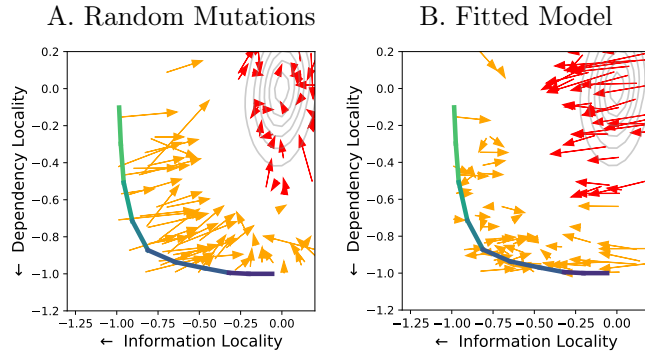 A. Random Mutations
B. Fitted Model
0.2
0.0
−0.2
−0.4
−0.6
−0.8
−1.0
−1.2
← Dependency Locality
−1.25 −1.00 −0.75 −0.50 −0.25 0.00
← Information Locality
0.2
0.0
−0.2
−0.4
−0.6
−0.8
−1.0
−1.2
← Dependency Locality
−1.25 −1.00 −0.75 −0.50 −0.25 0.00
← Information Locality